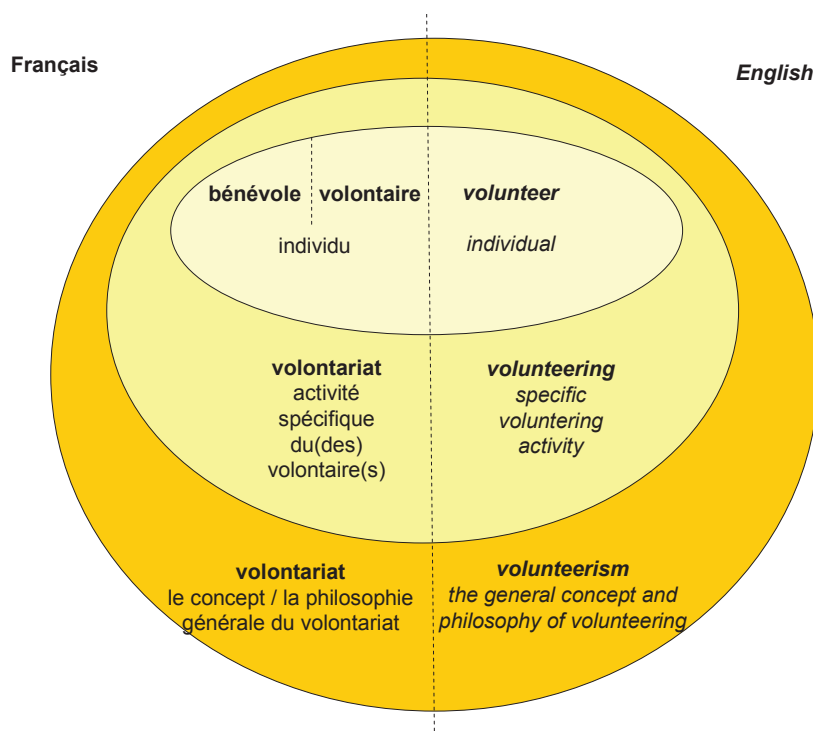 Français
English
bénévole volontaire volunteer
individu individual
volontariat
activité
spécifique
du(des)
volontaire(s)
volunteering
specific
voluntering
activity
volontariat
le concept / la philosophie
générale du volontariat
volunteerism
the general concept and
philosophy of volunteering